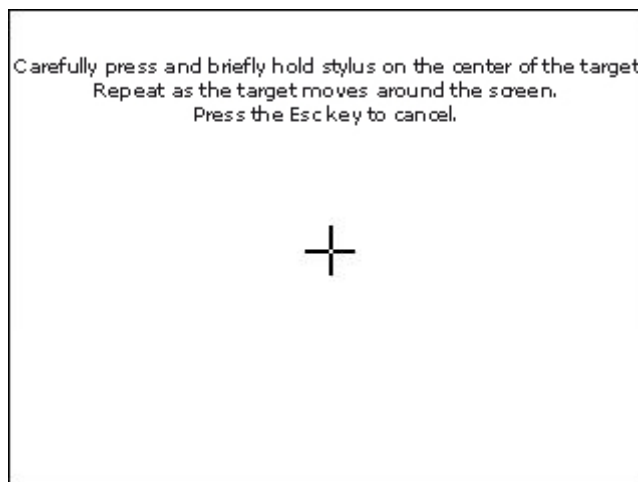 Carefully press and briefly hold stylus on the center of the target
Repeat as the target moves around the screen.
Press the Esc key to cancel.